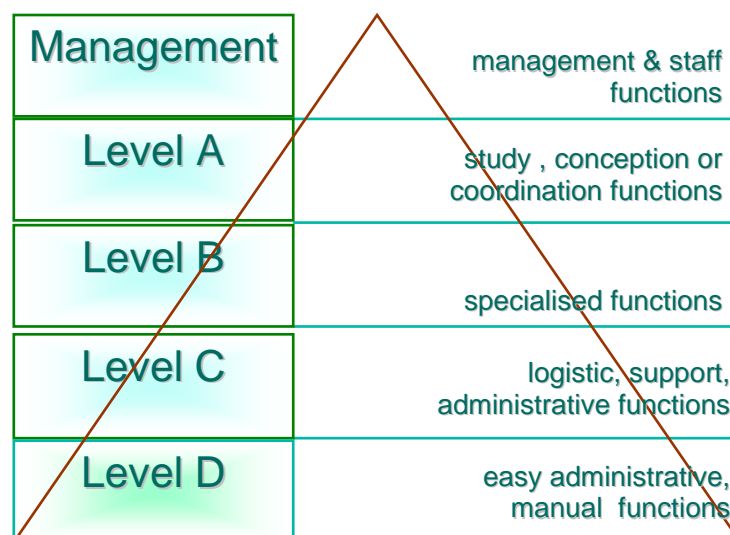 Management
management & staff
functions
Level A
study , conception or
coordination functions
Level B
specialised functions
Level C
logistic, support,
administrative functions
Level D
easy administrative,
manual functions